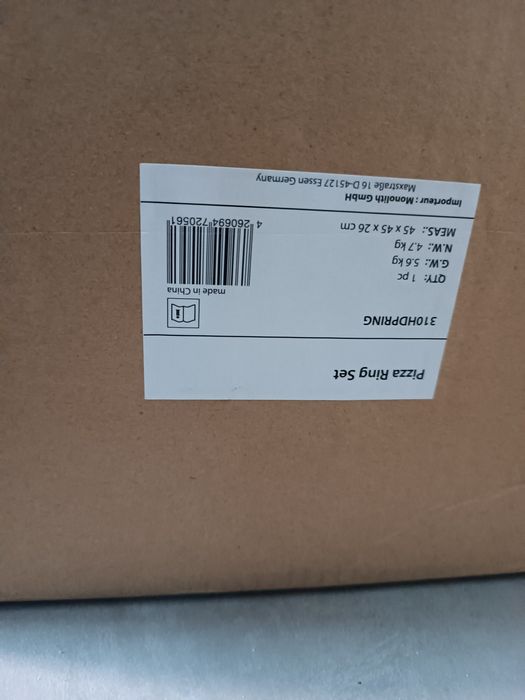 Pizza Ring Set
310HDPRING
QTY: 1 pc
G.W.: 5.6 kg
N.W.: 4.7 kg
MEAS.: 45 x 45 x 26 cm
made in China
4 260694 720561
Importeur : Monolith GmbH
Maxstraße 16 D-45127 Essen Germany